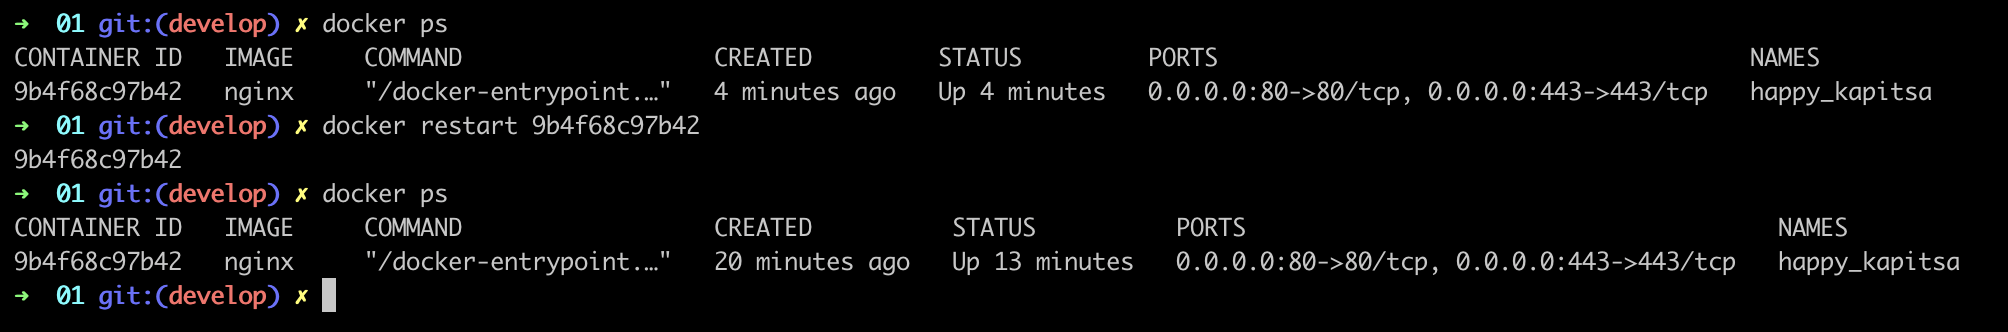 ➜  01 git:(develop) ✗ docker ps
CONTAINER ID   IMAGE     COMMAND                  CREATED         STATUS         PORTS                                      NAMES
9b4f68c97b42   nginx     "/docker-entrypoint.…"   4 minutes ago   Up 4 minutes   0.0.0.0:80->80/tcp, 0.0.0.0:443->443/tcp   happy_kapitsa
➜  01 git:(develop) ✗ docker restart 9b4f68c97b42
9b4f68c97b42
➜  01 git:(develop) ✗ docker ps
CONTAINER ID   IMAGE     COMMAND                  CREATED          STATUS          PORTS                                      NAMES
9b4f68c97b42   nginx     "/docker-entrypoint.…"   20 minutes ago   Up 13 minutes   0.0.0.0:80->80/tcp, 0.0.0.0:443->443/tcp   happy_kapitsa
➜  01 git:(develop) ✗